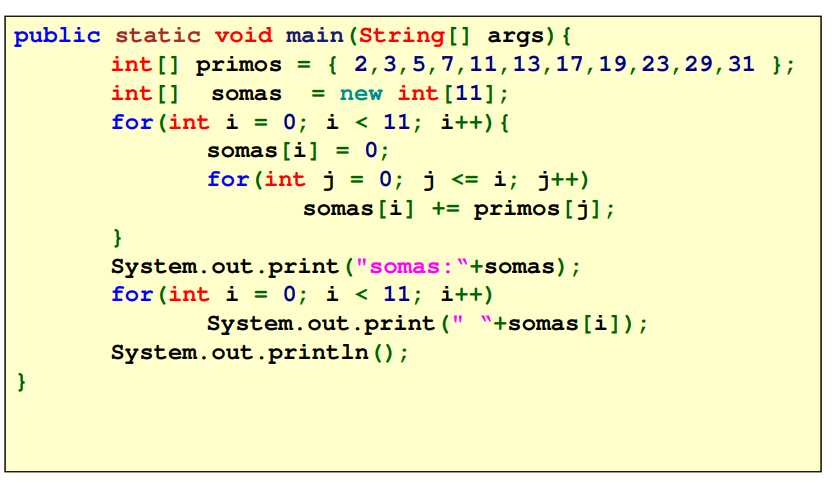 public static void main(String[] args){
int[] primos = { 2,3,5,7,11,13,17,19,23,29,31 };
int[] somas = new int[11];
for(int i = 0; i < 11; i++){
somas[i] = 0;
for(int j = 0; j <= i; j++)
somas[i] += primos[j];
}
System.out.print("somas:“+somas);
for(int i = 0; i < 11; i++)
System.out.print(" “+somas[i]);
System.out.println();
}